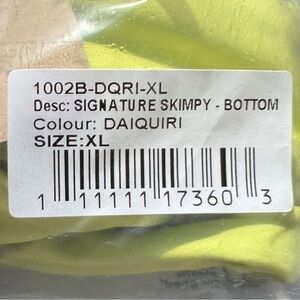 1002B-DQRI-XL
Desc: SIGNATURE SKIMPY - BOTTOM
Colour: DAIQUIRI
SIZE:XL
1 11111 17360 3